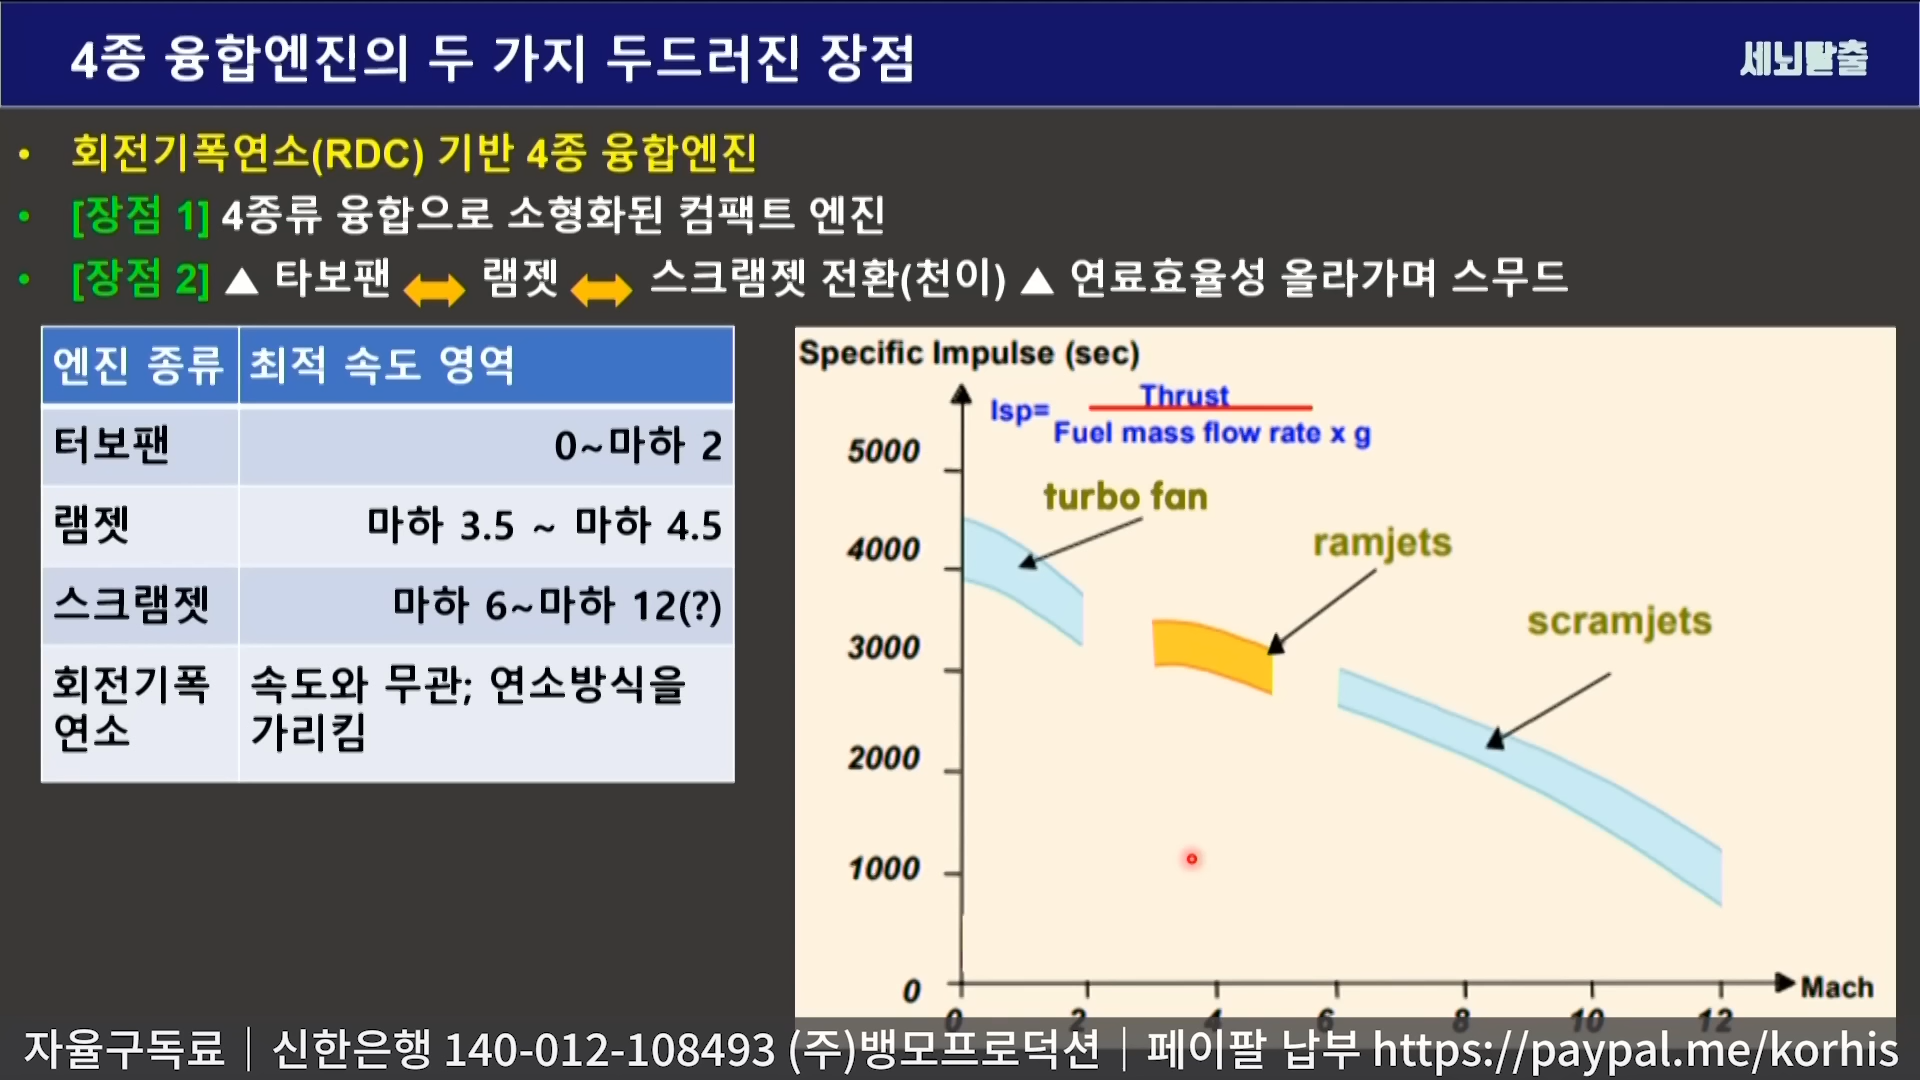 4종 융합엔진의 두 가지 두드러진 장점
세뇌탈출
• 회전기폭연소(RDC) 기반 4종 융합엔진
• [장점 1] 4종류 융합으로 소형화된 컴팩트 엔진
• [장점 2] ▲ 타보팬 ↔ 램젯 ↔ 스크램젯 전환(천이) ▲ 연료효율성 올라가며 스무드
엔진 종류 최적 속도 영역
터보팬 0~마하 2
램젯 마하 3.5 ~ 마하 4.5
스크램젯 마하 6~마하 12(?)
회전기폭
연소
속도와 무관; 연소방식을
가리킴
Specific Impulse (sec)
Isp=
Thrust
Fuel mass flow rate x g
5000
4000
3000
2000
1000
0
turbo fan
ramjets
scramjets
Mach
0 2 4 6 8 10 12
자율구독료│신한은행 140-012-108493 (주)뱅모프로덕션│페이팔 납부 https://paypal.me/korhis